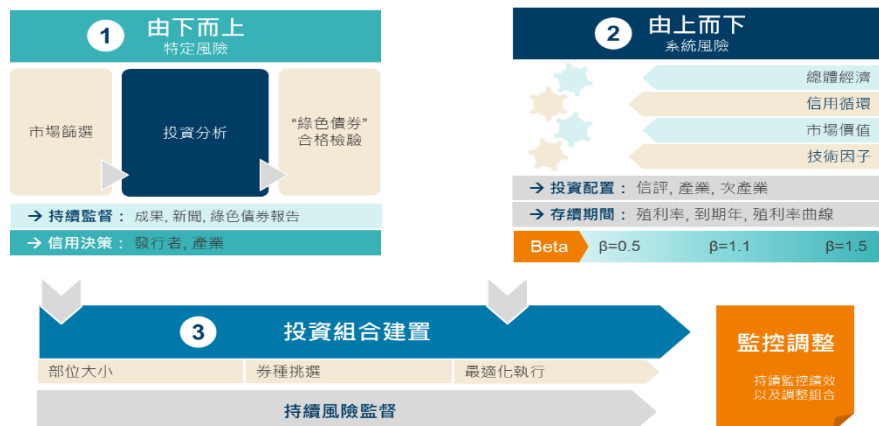 1
由下而上
特定風險
市場篩選
投資分析
“綠色債券”
合格檢驗
→ 持續監督： 成果, 新聞, 綠色債券報告
→ 信用決策： 發行者, 產業
2
由上而下
系統風險
總體經濟
信用循環
市場價值
技術因子
→ 投資配置： 信評, 產業, 次產業
→ 存續期間： 殖利率, 到期年, 殖利率曲線
Beta β=0.5 β=1.1 β=1.5
3 投資組合建置
部位大小 券種挑選 最適化執行
持續風險監督
監控調整
持續監控績效
以及調整組合